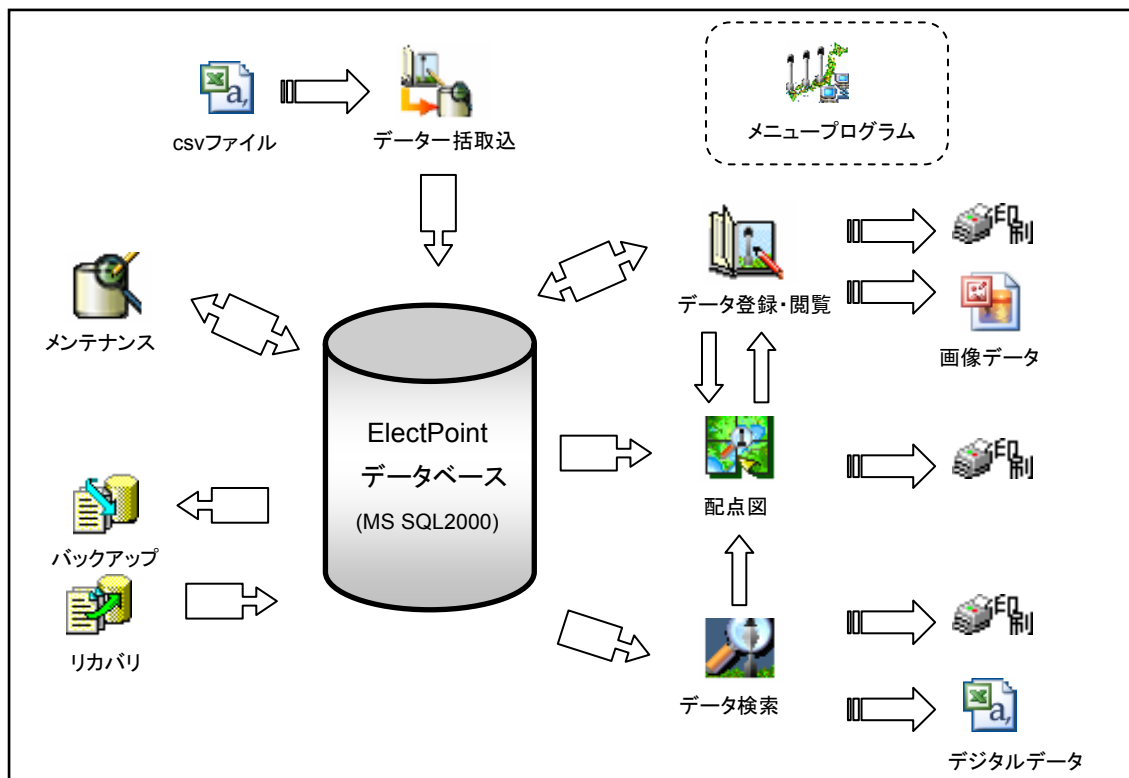 メニュープログラム
csvファイル
データ一括取込
印刷
データ登録・閲覧
画像データ
メンテナンス
ElectPoint
データベース
(MS SQL2000)
印刷
配点図
バックアップ
リカバリ
印刷
データ検索
デジタルデータ